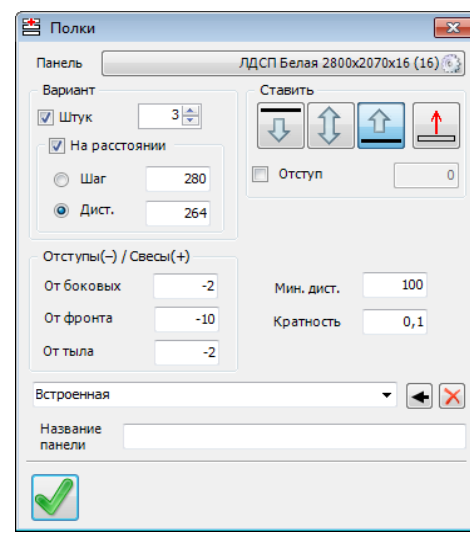 Полки
Панель ЛДСП Белая 2800x2070x16 (16)
Вариант
Штук 3
На расстоянии
Шаг 280
Дист. 264
Ставить
Отступ 0
Отступы(–) / Свесы(+)
От боковых -2
От фронта -10
От тыла -2
Мин. дист. 100
Кратность 0,1
Встроенная
Название
панели